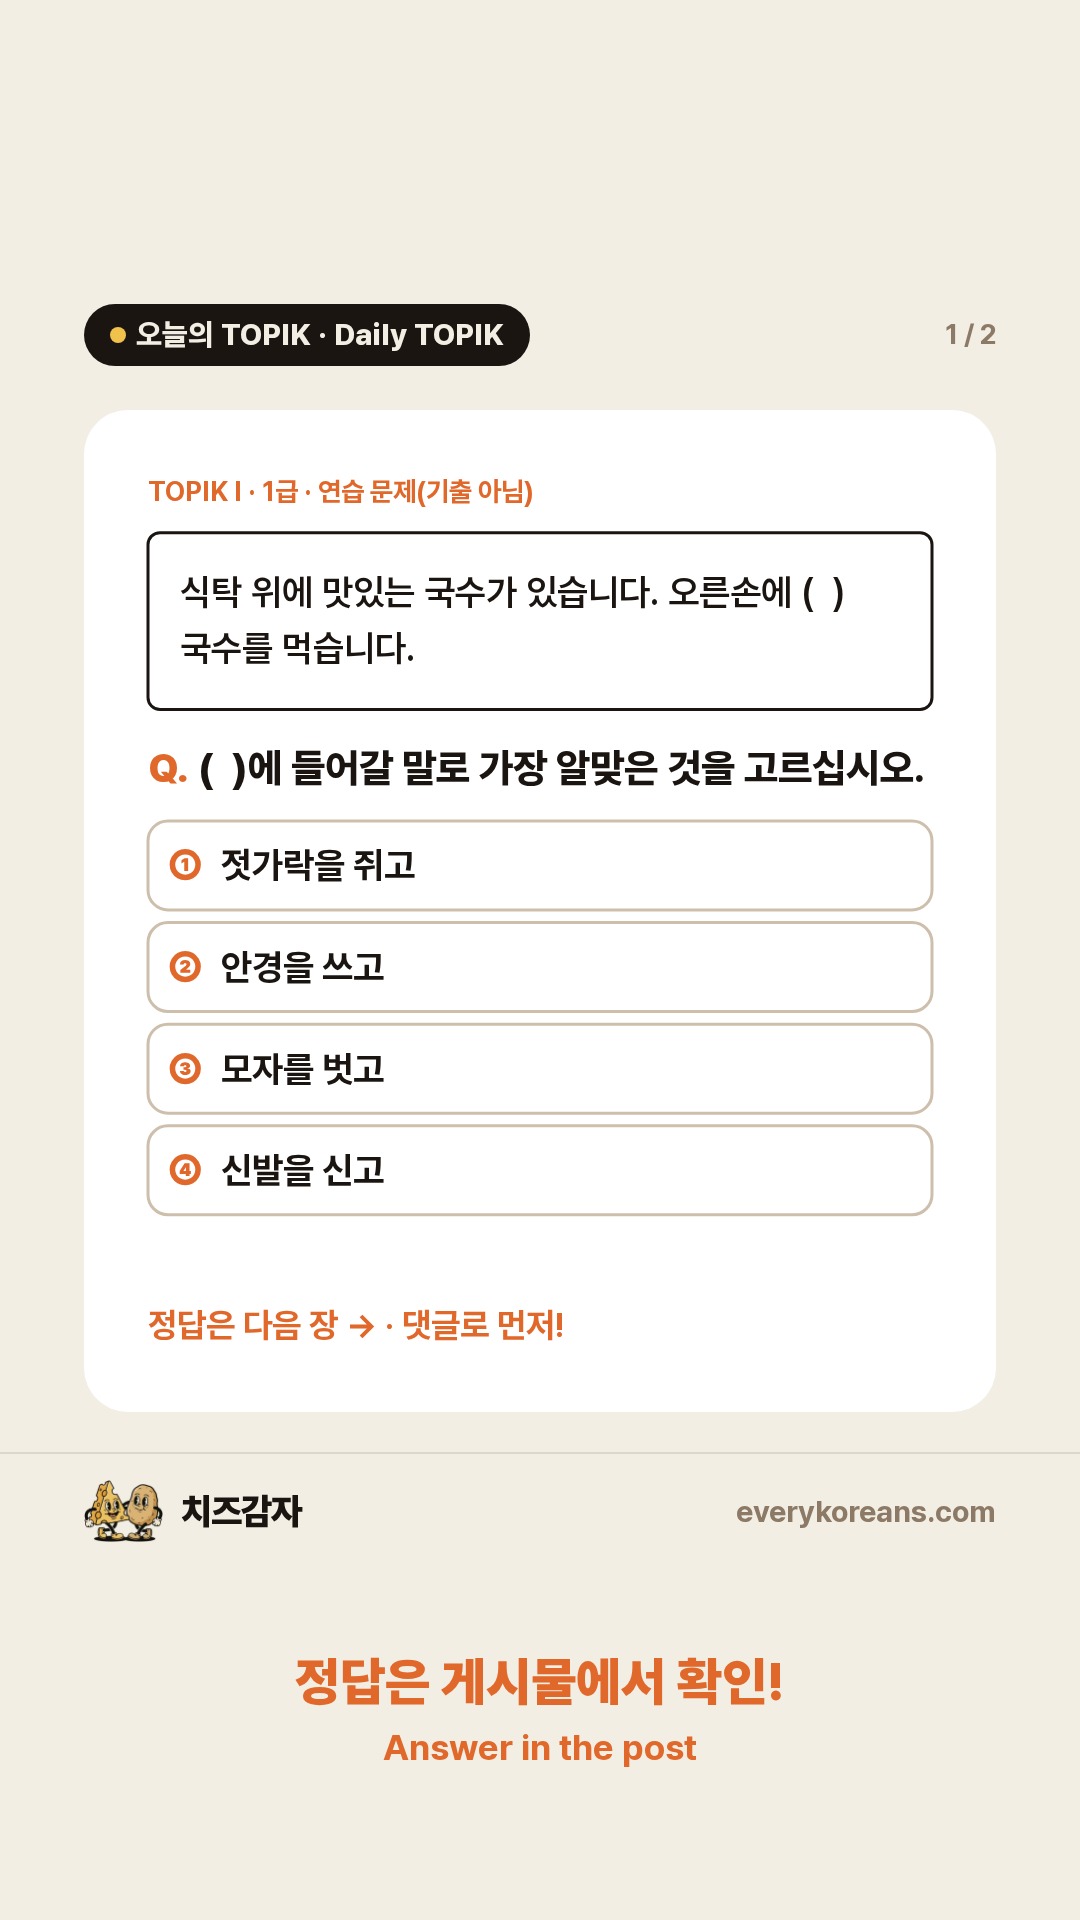 오늘의 TOPIK · Daily TOPIK
1 / 2
TOPIK I · 1급 · 연습 문제(기출 아님)
식탁 위에 맛있는 국수가 있습니다. 오른손에 (  )
국수를 먹습니다.
Q. (  )에 들어갈 말로 가장 알맞은 것을 고르십시오.
① 젓가락을 쥐고
② 안경을 쓰고
③ 모자를 벗고
④ 신발을 신고
정답은 다음 장 → · 댓글로 먼저!
치즈감자
everykoreans.com
정답은 게시물에서 확인!
Answer in the post